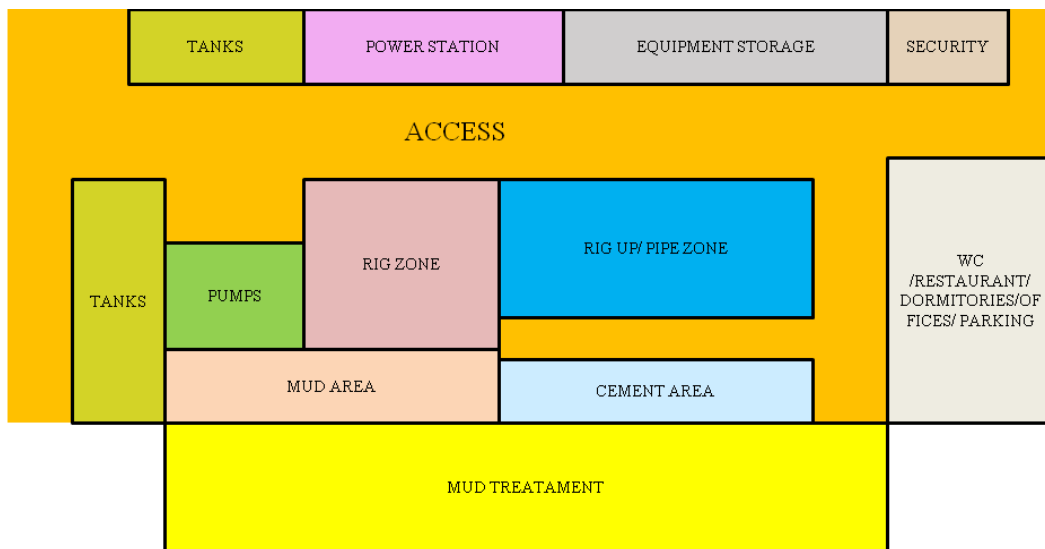 TANKS
POWER STATION
EQUIPMENT STORAGE
SECURITY
ACCESS
RIG ZONE
RIG UP/ PIPE ZONE
WC
/RESTAURANT/
DORMITORIES/OF
FICES/ PARKING
TANKS
PUMPS
MUD AREA
CEMENT AREA
MUD TREATAMENT